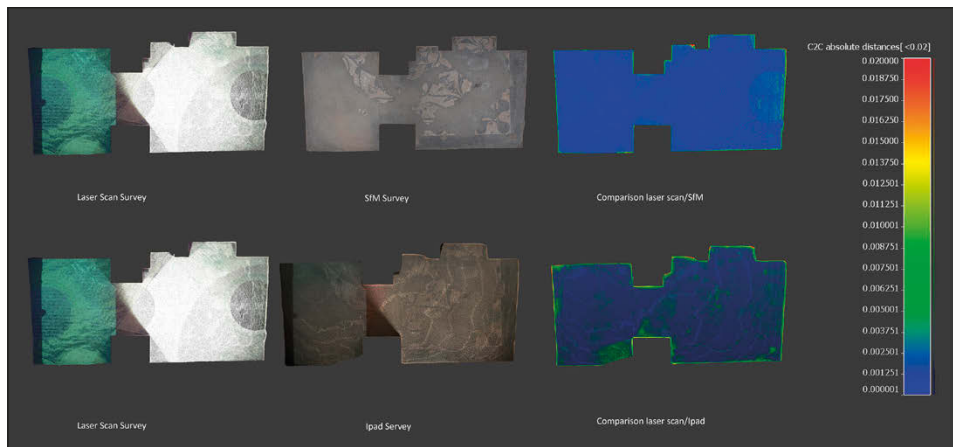 C2C absolute distances[ <0.02]
0.020000
0.018750
0.017500
0.016250
0.015000
0.013750
0.012501
0.011251
0.010001
0.008751
0.007501
0.006251
0.005001
0.003751
0.002501
0.001251
0.000001
Laser Scan Survey
SfM Survey
Comparison laser scan/SfM
Laser Scan Survey
Ipad Servey
Comparison laser scan/Ipad